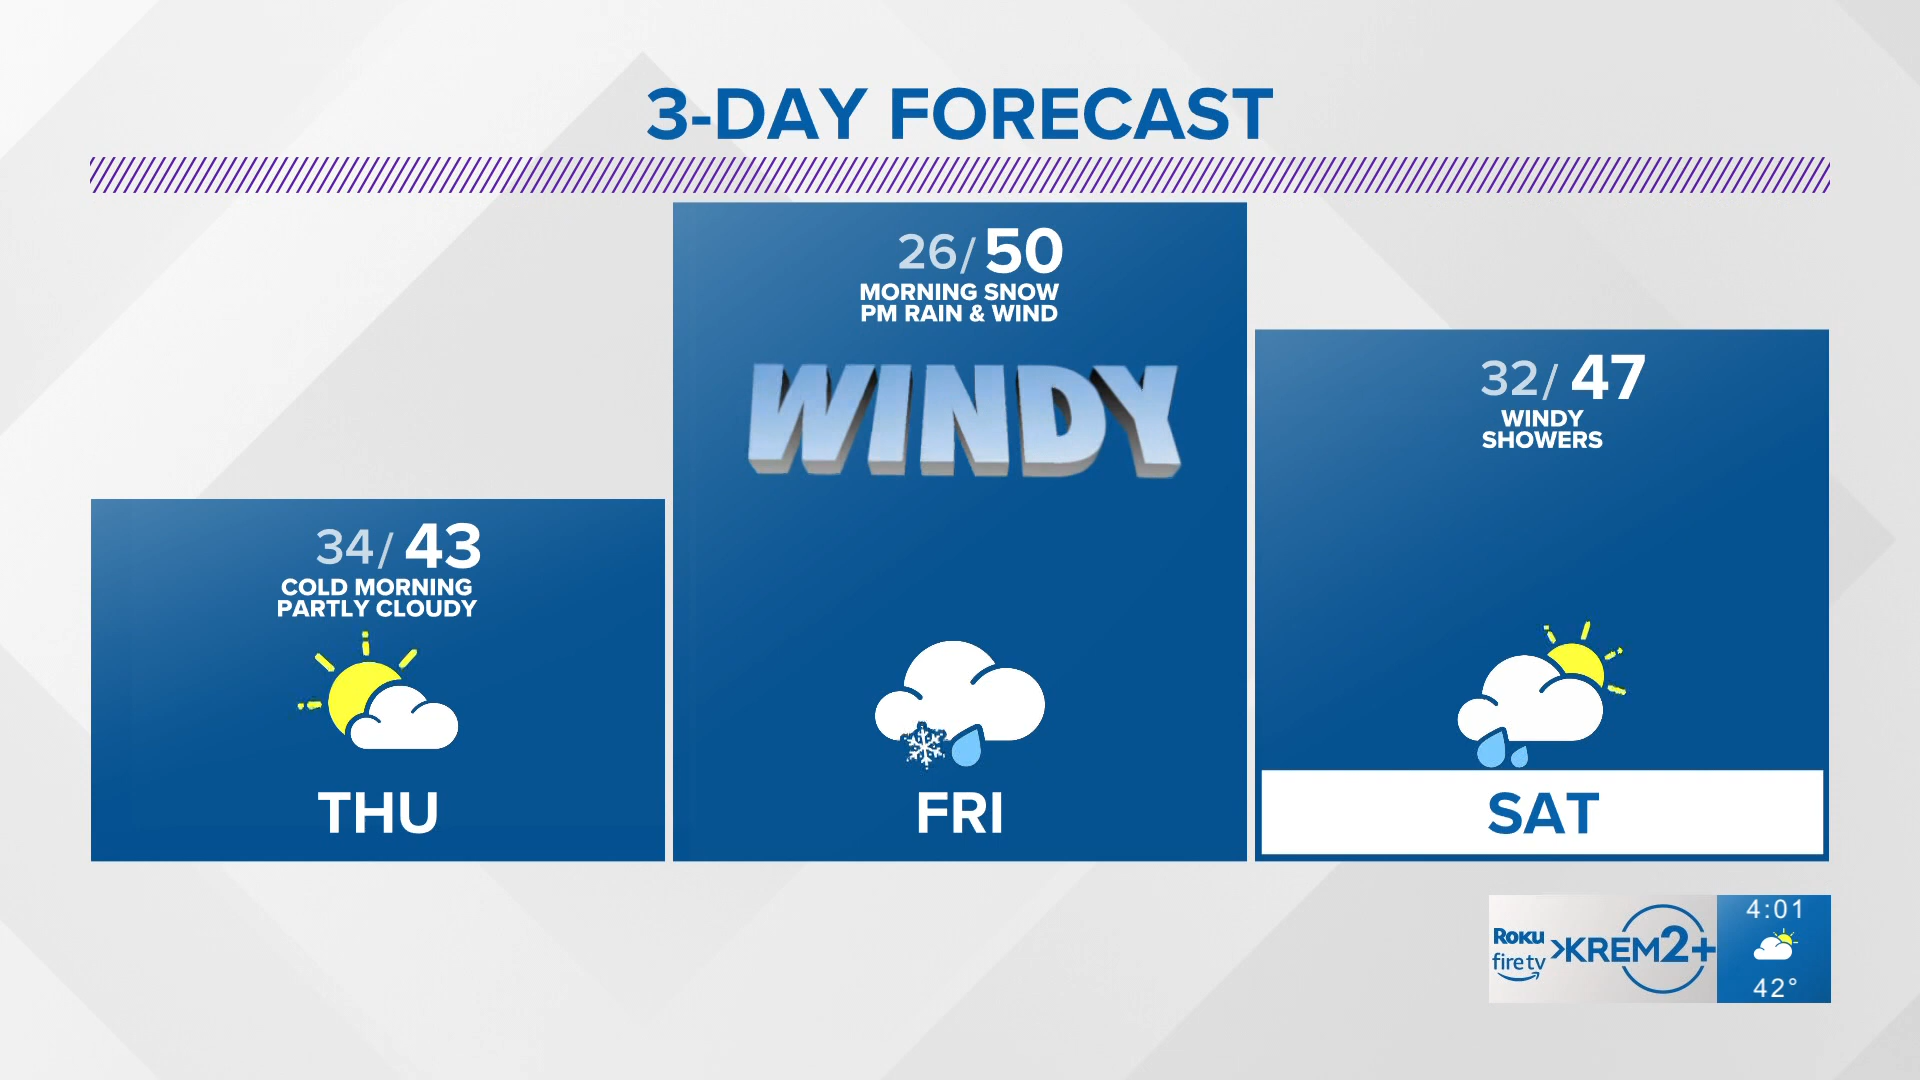 3-DAY FORECAST
34/ 43
COLD MORNING
PARTLY CLOUDY
THU
26/ 50
MORNING SNOW
PM RAIN & WIND
WINDY
FRI
32/ 47
WINDY
SHOWERS
SAT
Roku
fire tv
KREM2+
4:01
42°